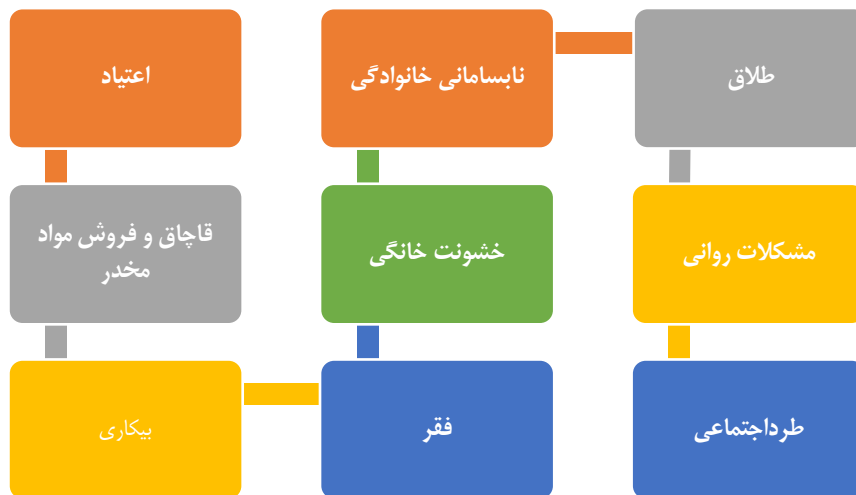 اعتیاد
قاچاق و فروش مواد
مخدر
بیکاری
فقر
خشونت خانگی
نابسامانی خانوادگی
طلاق
مشکلات روانی
طرداجتماعی